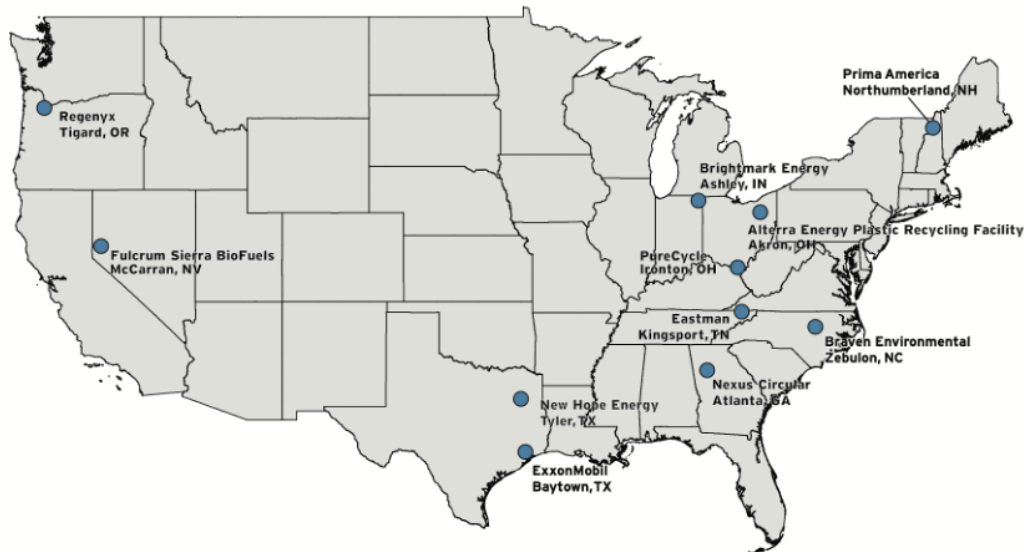 Prima America
Northumberland, NH
Regenyx
Tigard, OR
Brightmark Energy
Ashley, IN
Alterra Energy Plastic Recycling Facility
Akron, OH
Fulcrum Sierra BioFuels
McCarran, NV
PureCycle
Ironton, OH
Eastman
Kingsport, TN
Braven Environmental
Zebulon, NC
Nexus Circular
Atlanta, GA
New Hope Energy
Tyler, TX
ExxonMobil
Baytown, TX